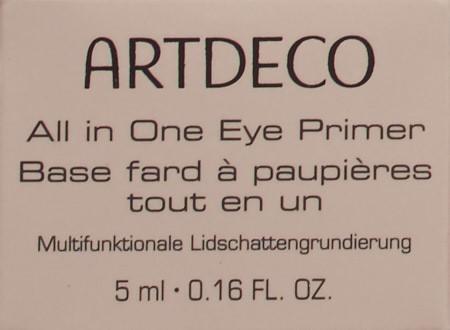 ARTDECO
All in One Eye Primer
Base fard à paupières
tout en un
Multifunktionale Lidschattengrundierung
5 ml · 0.16 FL. OZ.